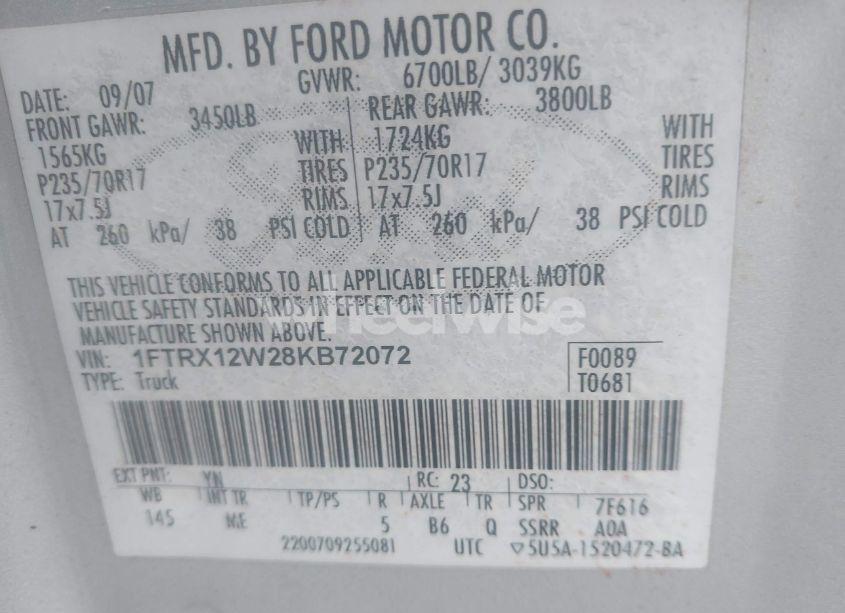 MFD. BY FORD MOTOR CO.
DATE: 09/07 GVWR: 6700LB/ 3039KG
FRONT GAWR: 3450LB REAR GAWR: 3800LB
1565KG WITH 1724KG WITH
P235/70R17 TIRES P235/70R17 TIRES
17x7.5J RIMS 17x7.5J RIMS
AT 260 kPa/ 38 PSI COLD AT 260 kPa/ 38 PSI COLD
THIS VEHICLE CONFORMS TO ALL APPLICABLE FEDERAL MOTOR
VEHICLE SAFETY STANDARDS IN EFFECT ON THE DATE OF
MANUFACTURE SHOWN ABOVE.
VIN: 1FTRX12W28KB72072 F0089
TYPE: Truck T0681
EXT PNT: YN RC: 23 DSO:
WB INT TR TP/PS R AXLE TR SPR 7F616
145 ME 5 B6 Q SSRR A0A
2200709255081 UTC ▽5U5A-1520472-BA